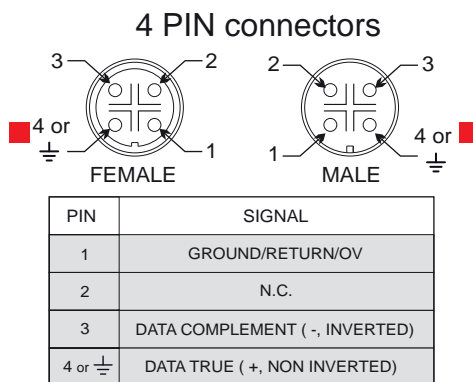 4 PIN connectors
3 2 2 3
4 or 1 1 4 or
FEMALE MALE
PIN SIGNAL
1 GROUND/RETURN/OV
2 N.C.
3 DATA COMPLEMENT ( -, INVERTED)
4 or ⏚ DATA TRUE ( +, NON INVERTED)